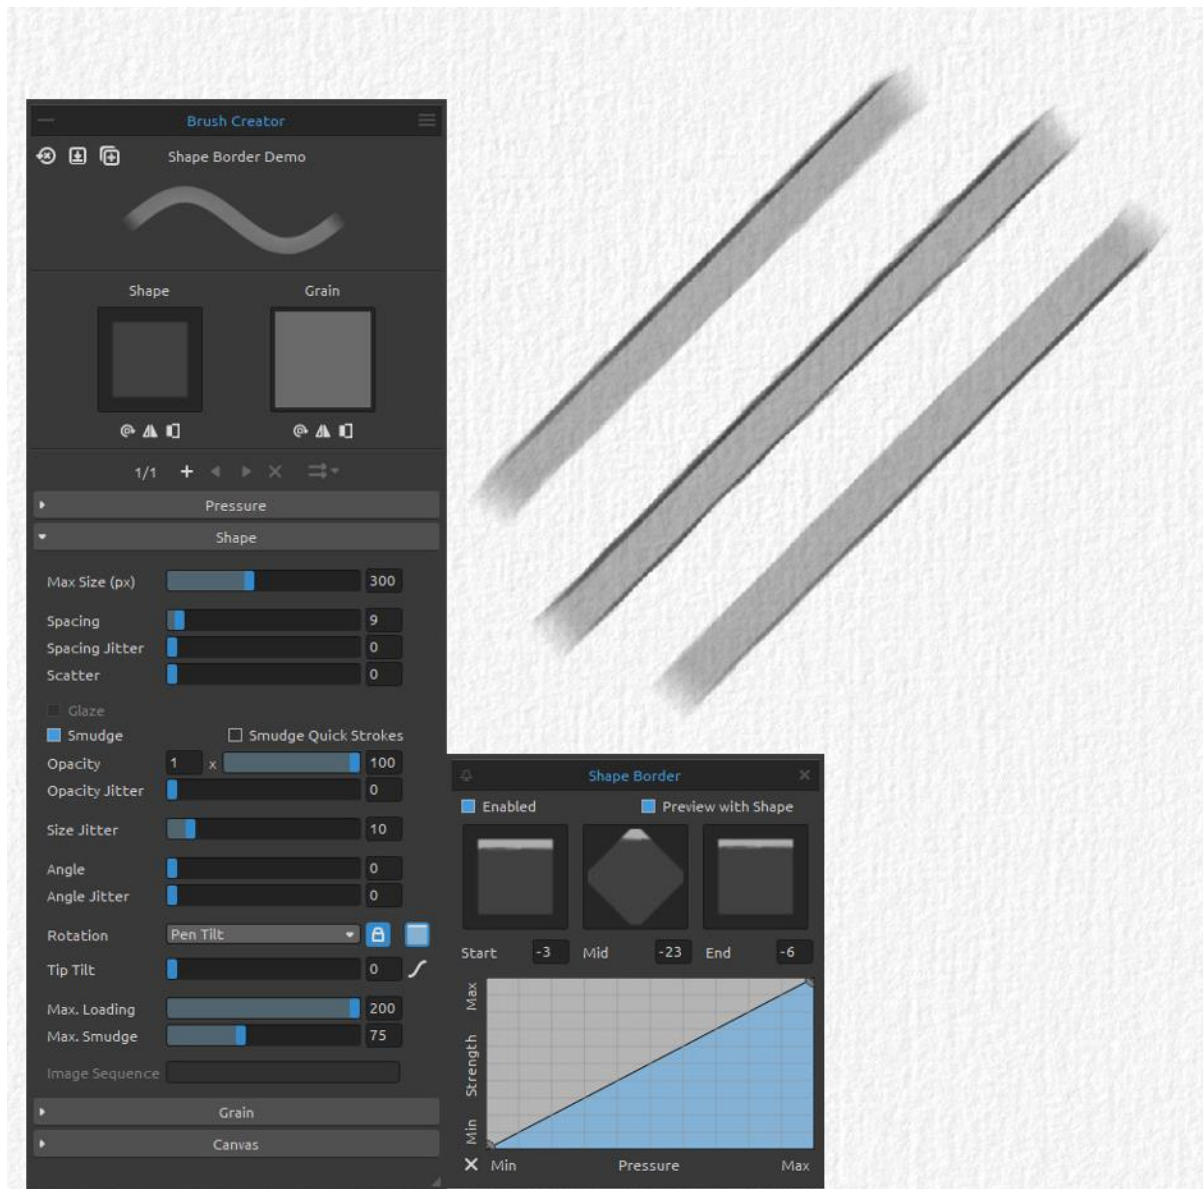 Brush Creator
Shape Border Demo
Shape Grain
1/1
Pressure
Shape
Max Size (px) 300
Spacing 9
Spacing Jitter 0
Scatter 0
Glaze
Smudge Smudge Quick Strokes
Opacity 1 x 100
Opacity Jitter 0
Size Jitter 10
Angle 0
Angle Jitter 0
Rotation Pen Tilt
Tip Tilt 0
Max. Loading 200
Max. Smudge 75
Image Sequence
Grain
Canvas
Shape Border
Enabled Preview with Shape
Start -3 Mid -23 End -6
Max
Strength
Min
Min Pressure Max